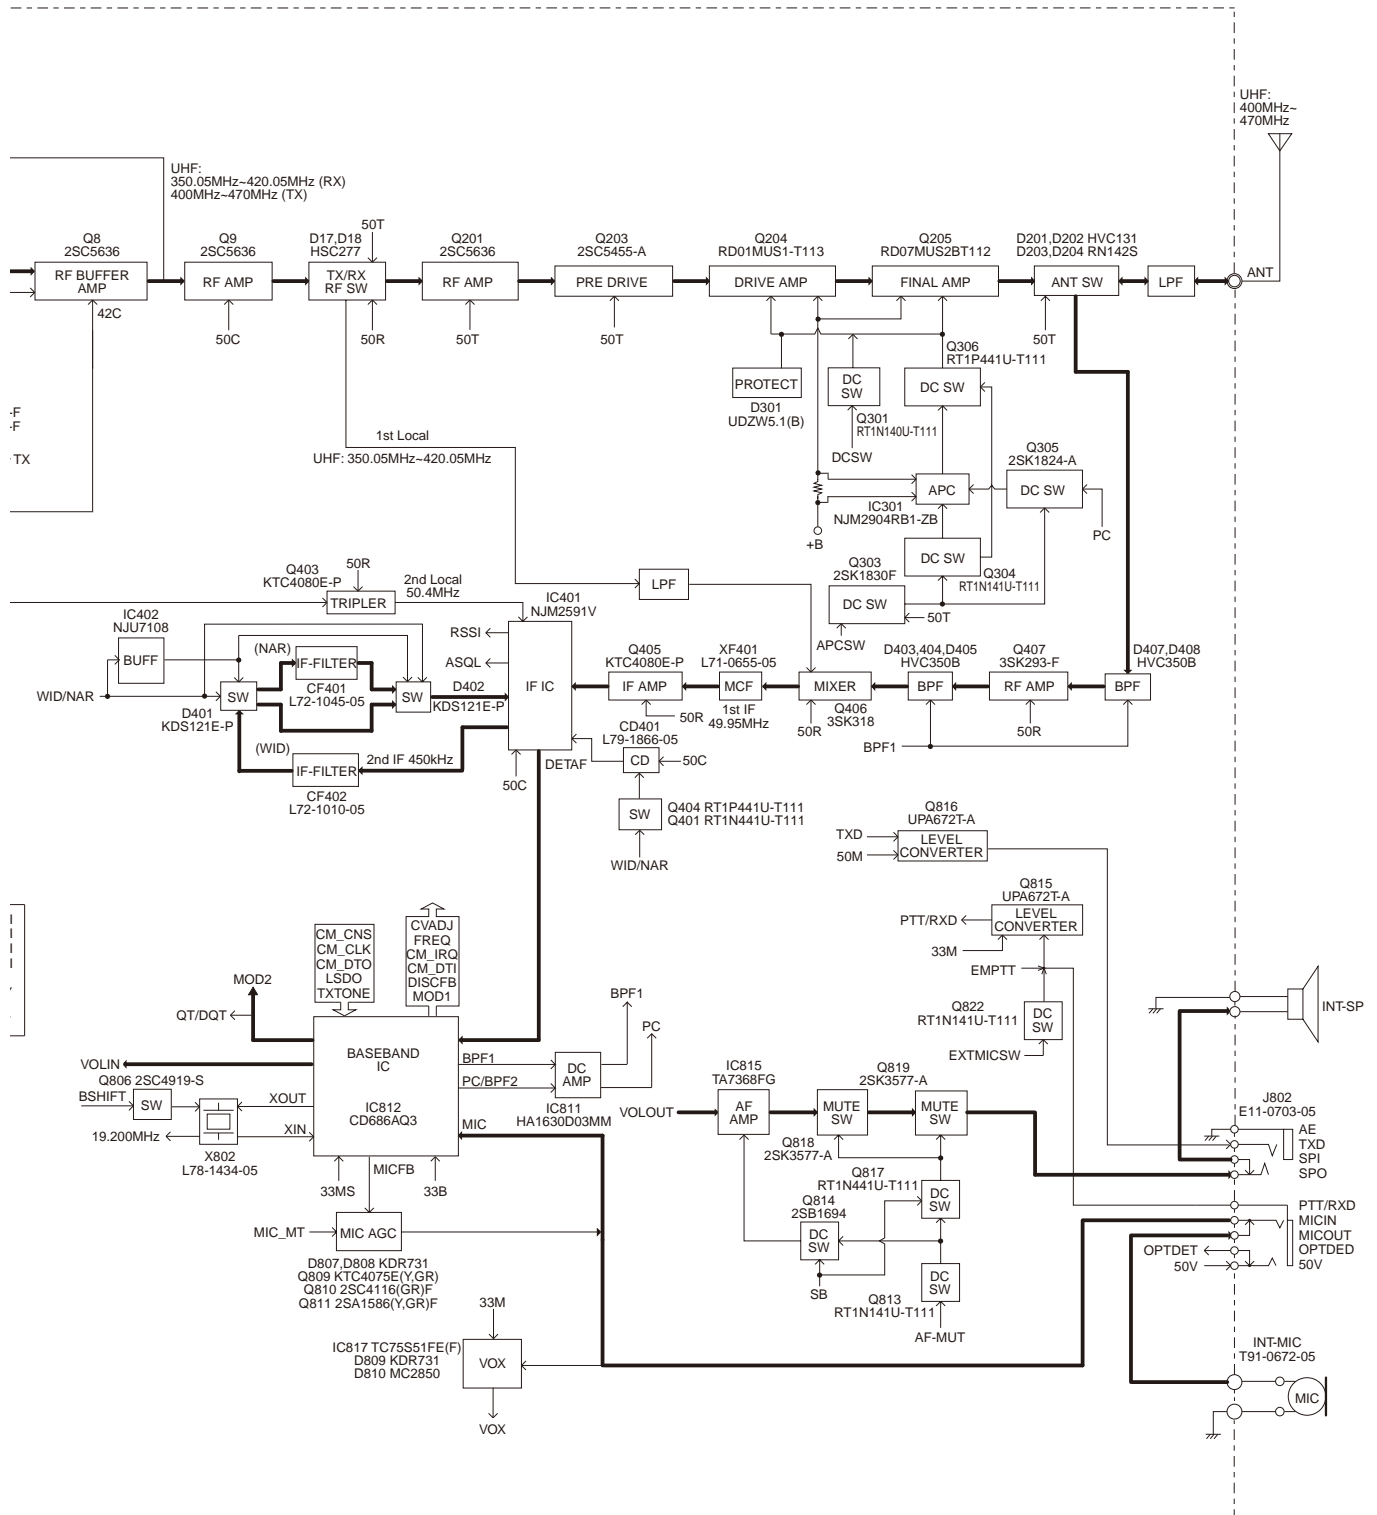 UHF:
400MHz~
470MHz
UHF:
350.05MHz~420.05MHz (RX)
400MHz~470MHz (TX)
Q8
2SC5636
RF BUFFER
AMP
42C
Q9
2SC5636
RF AMP
50C
D17,D18
HSC277
50T
TX/RX
RF SW
50R
Q201
2SC5636
RF AMP
50T
Q203
2SC5455-A
PRE DRIVE
50T
Q204
RD01MUS1-T113
DRIVE AMP
Q205
RD07MUS2BT112
FINAL AMP
D201,D202 HVC131
D203,D204 RN142S
ANT SW
50T
LPF
ANT
PROTECT
D301
UDZW5.1(B)
DC
SW
Q301
RT1N140U-T111
DCSW
Q306
RT1P441U-T111
DC SW
-F
-F
TX
1st Local
UHF: 350.05MHz~420.05MHz
Q305
2SK1824-A
DC SW
PC
APC
IC301
NJM2904RB1-ZB
+B
DC SW
Q304
RT1N141U-T111
Q303
2SK1830F
DC SW
50T
APCSW
Q403
KTC4080E-P
50R
TRIPLER
2nd Local
50.4MHz
LPF
IC402
NJU7108
BUFF
WID/NAR
(NAR)
IF-FILTER
CF401
L72-1045-05
SW
D401
KDS121E-P
SW
D402
KDS121E-P
(WID)
IF-FILTER
CF402
L72-1010-05
2nd IF 450kHz
IC401
NJM2591V
RSSI
ASQL
IF IC
50C
DETAF
Q405
KTC4080E-P
IF AMP
50R
XF401
L71-0655-05
MCF
1st IF
49.95MHz
MIXER
Q406
3SK318
50R
D403,404,D405
HVC350B
BPF
Q407
3SK293-F
RF AMP
50R
D407,D408
HVC350B
BPF
BPF1
CD401
L79-1866-05
CD
50C
SW
Q404 RT1P441U-T111
Q401 RT1N441U-T111
WID/NAR
Q816
UPA672T-A
TXD
50M
LEVEL
CONVERTER
Q815
UPA672T-A
LEVEL
CONVERTER
PTT/RXD
33M
EMPTT
Q822
RT1N141U-T111
DC
SW
EXTMICSW
CM_CNS
CM_CLK
CM_DTO
LSDO
TXTONE
CVADJ
FREQ
CM_IRQ
CM_DTI
DISCFB
MOD1
MOD2
QT/DQT
VOLIN
BASEBAND
IC
IC812
CD686AQ3
BPF1
PC/BPF2
MIC
DC
AMP
IC811
HA1630D03MM
BPF1
PC
Q806 2SC4919-S
BSHIFT
SW
XOUT
XIN
19.200MHz
X802
L78-1434-05
33MS
MICFB
33B
MIC_MT
MIC AGC
D807,D808 KDR731
Q809 KTC4075E(Y,GR)
Q810 2SC4116(GR)F
Q811 2SA1586(Y,GR)F
33M
IC817 TC75S51FE(F)
D809 KDR731
D810 MC2850
VOX
VOX
VOLOUT
IC815
TA7368FG
AF
AMP
MUTE
SW
Q818
2SK3577-A
Q819
2SK3577-A
MUTE
SW
Q817
RT1N441U-T111
DC
SW
Q814
2SB1694
DC
SW
SB
Q813
RT1N141U-T111
DC
SW
AF-MUT
INT-SP
J802
E11-0703-05
AE
TXD
SPI
SPO
PTT/RXD
MICIN
MICOUT
OPTDED
50V
OPTDET
50V
INT-MIC
T91-0672-05
MIC